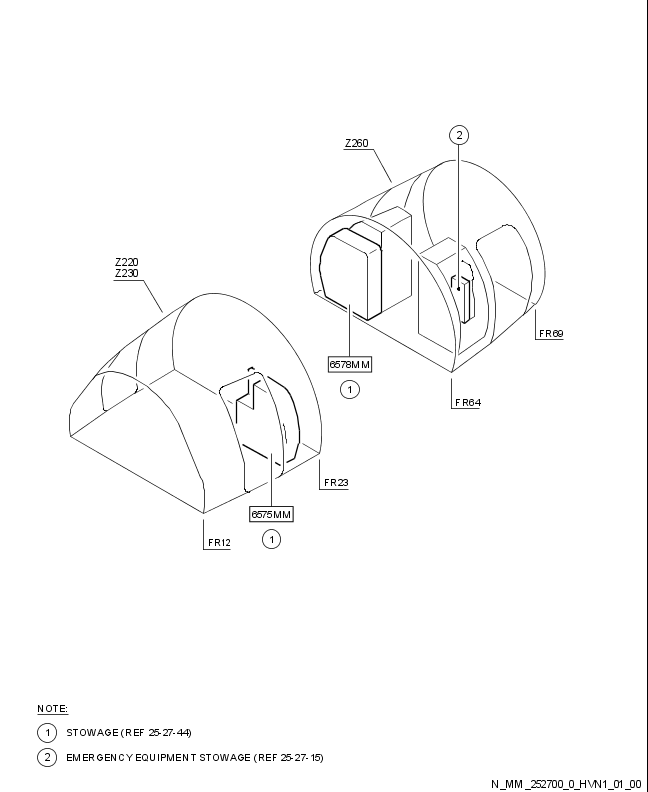 2
Z260
Z220
Z230
FR69
6578MM
1
FR64
FR23
6575MM
1
FR12
NOTE:
1 STOWAGE (REF 25-27-44)
2 EMERGENCY EQUIPMENT STOWAGE (REF 25-27-15)
N_MM_252700_0_HVN1_01_00